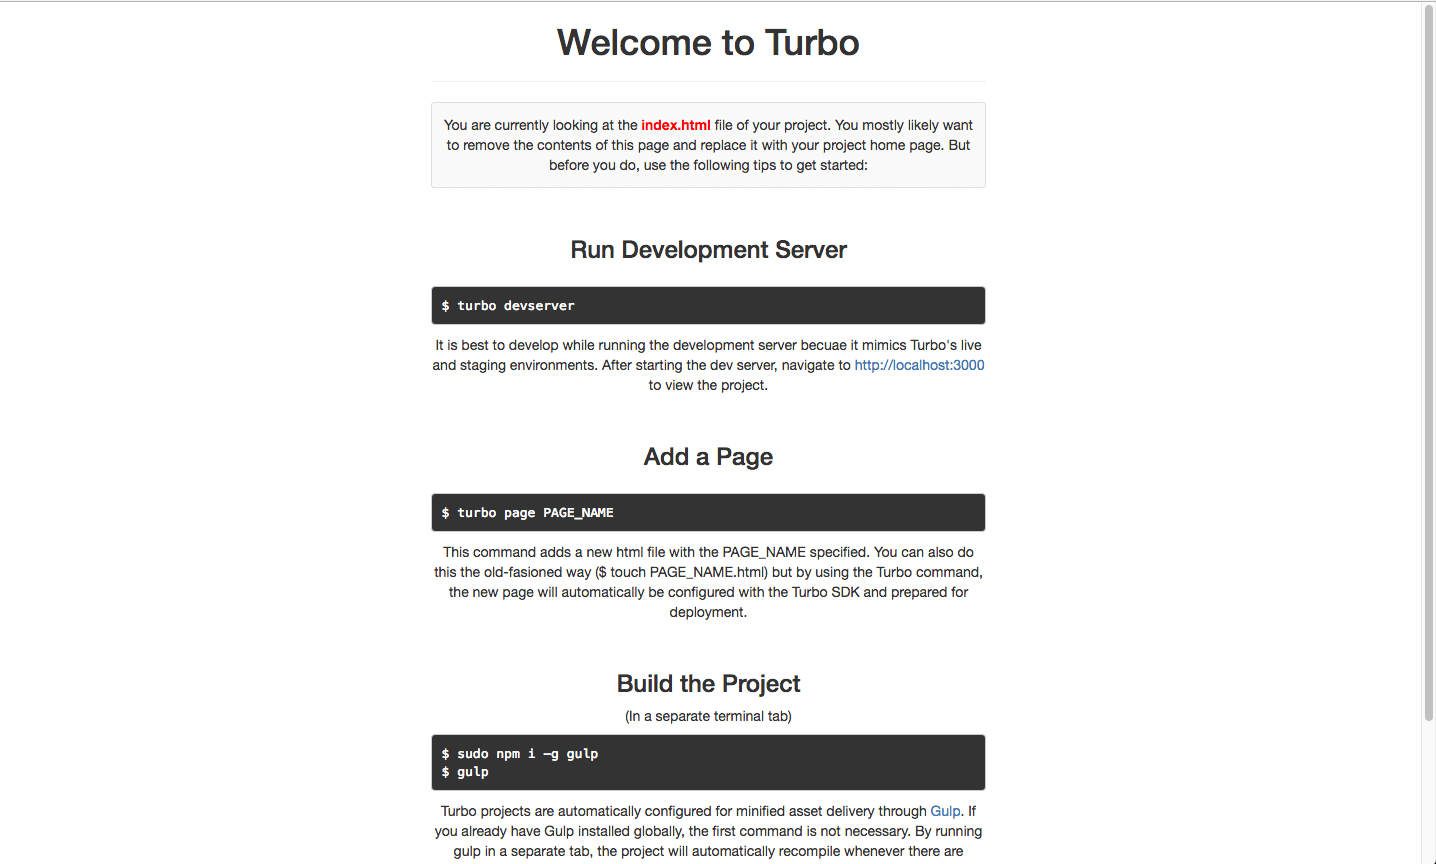 Welcome to Turbo
You are currently looking at the index.html file of your project. You mostly likely want
to remove the contents of this page and replace it with your project home page. But
before you do, use the following tips to get started:
Run Development Server
$ turbo devserver
It is best to develop while running the development server becuae it mimics Turbo's live
and staging environments. After starting the dev server, navigate to http://localhost:3000
to view the project.
Add a Page
$ turbo page PAGE_NAME
This command adds a new html file with the PAGE_NAME specified. You can also do
this the old-fasioned way ($ touch PAGE_NAME.html) but by using the Turbo command,
the new page will automatically be configured with the Turbo SDK and prepared for
deployment.
Build the Project
(In a separate terminal tab)
$ sudo npm i –g gulp
$ gulp
Turbo projects are automatically configured for minified asset delivery through Gulp. If
you already have Gulp installed globally, the first command is not necessary. By running
gulp in a separate tab, the project will automatically recompile whenever there are